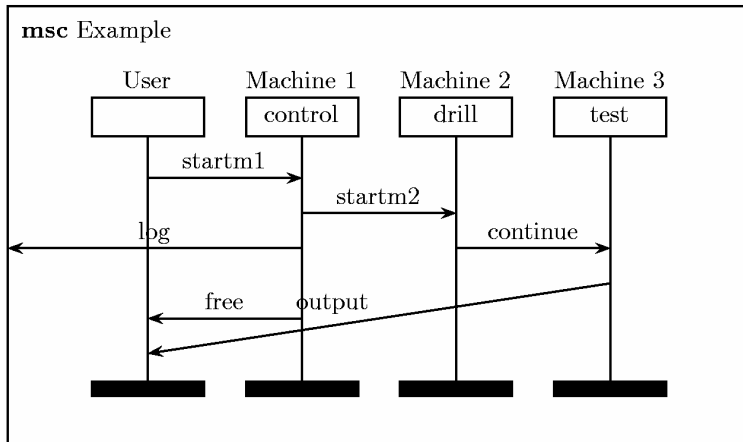 msc Example
User
Machine 1
Machine 2
Machine 3
control
drill
test
startm1
startm2
log
continue
free
output